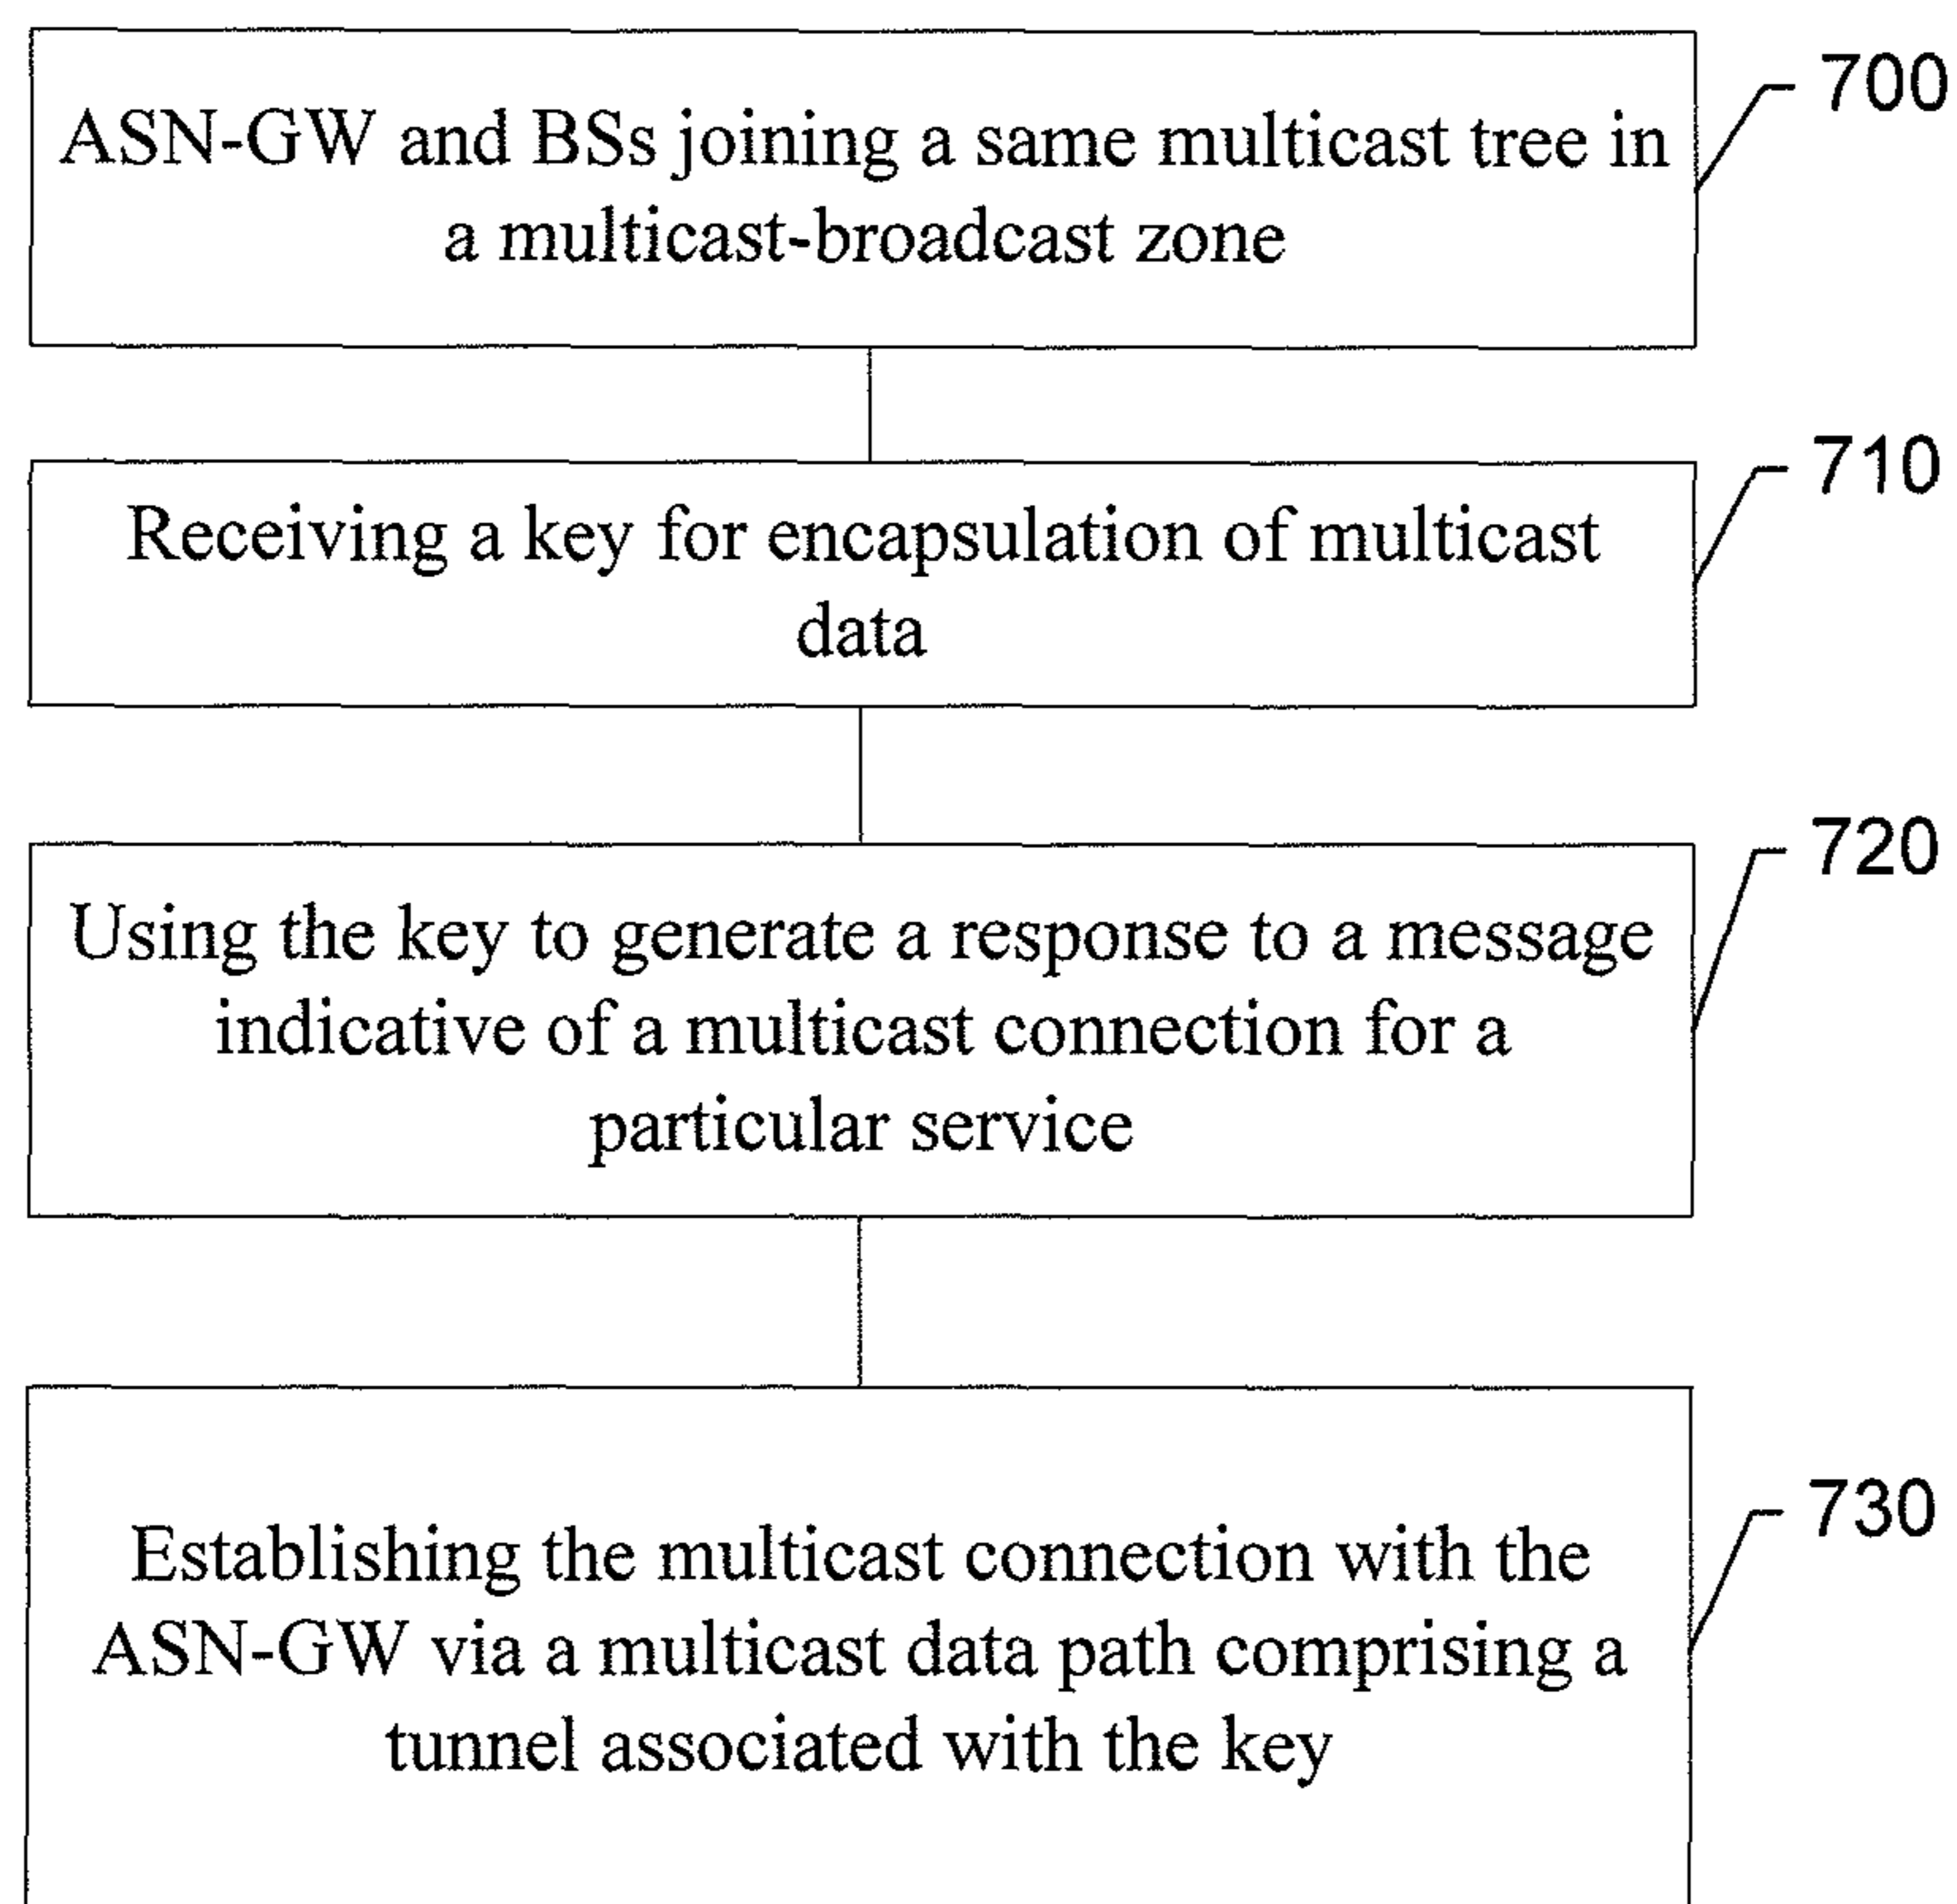 ASN-GW and BSs joining a same multicast tree in
a multicast-broadcast zone
700
Receiving a key for encapsulation of multicast
data
710
Using the key to generate a response to a message
indicative of a multicast connection for a
particular service
720
Establishing the multicast connection with the
ASN-GW via a multicast data path comprising a
tunnel associated with the key
730